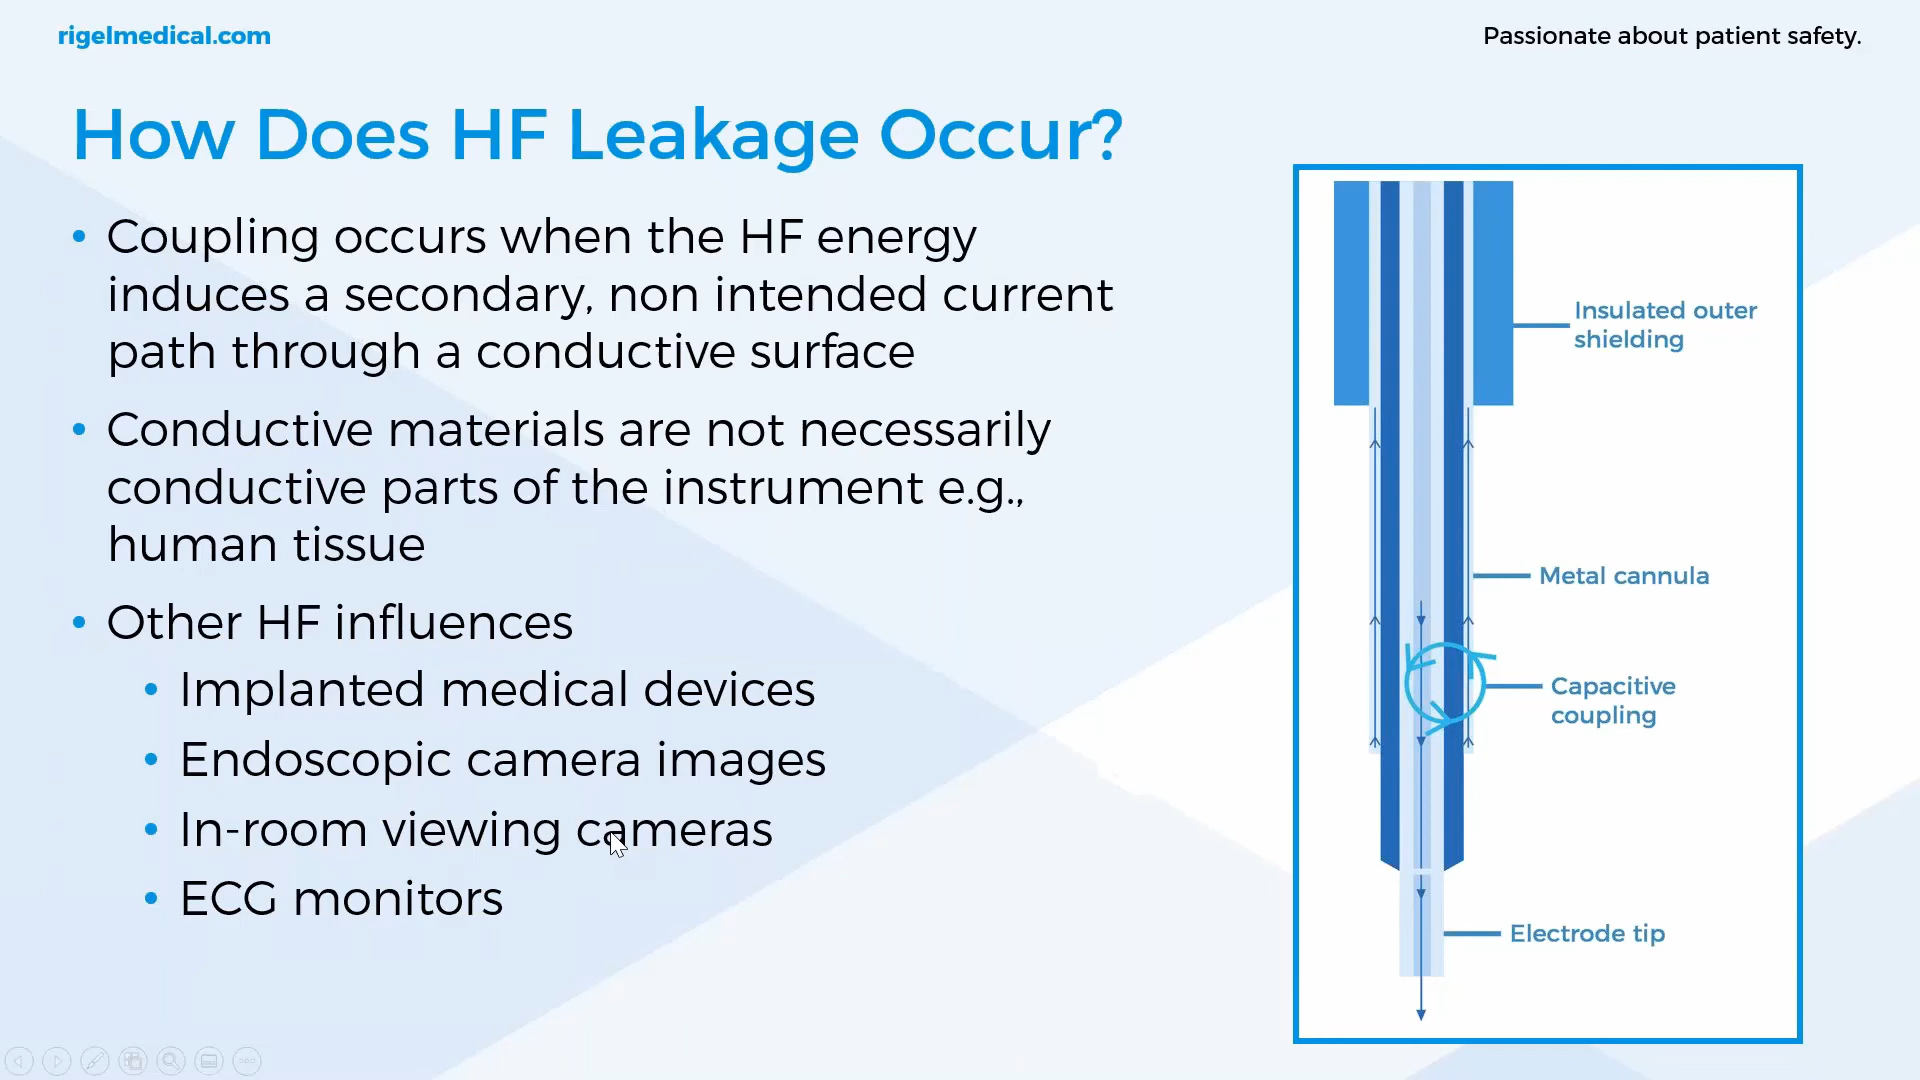 rigelmedical.com
Passionate about patient safety.
How Does HF Leakage Occur?
• Coupling occurs when the HF energy
induces a secondary, non intended current
path through a conductive surface
• Conductive materials are not necessarily
conductive parts of the instrument e.g.,
human tissue
• Other HF influences
• Implanted medical devices
• Endoscopic camera images
• In-room viewing cameras
• ECG monitors
Insulated outer
shielding
Metal cannula
Capacitive
coupling
Electrode tip